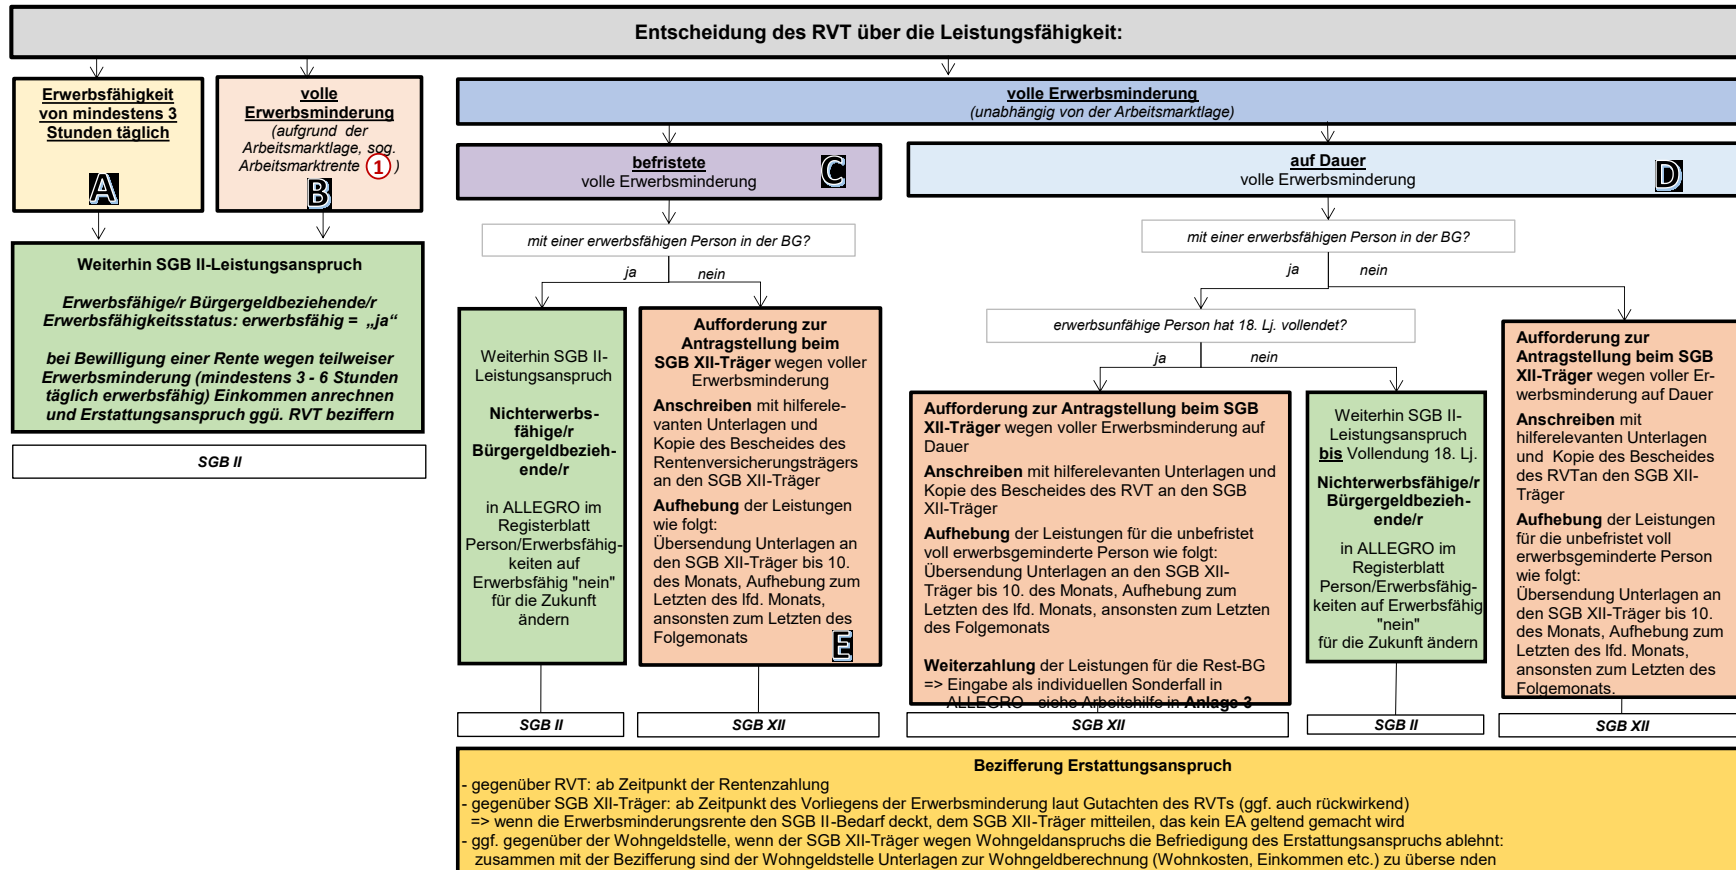 Entscheidung des RVT über die Leistungsfähigkeit:
Erwerbsfähigkeit
von mindestens 3
Stunden täglich
A
volle
Erwerbsminderung
(aufgrund der
Arbeitsmarktlage, sog.
Arbeitsmarktrente 1 )
B
volle Erwerbsminderung
(unabhängig von der Arbeitsmarktlage)
befristete
volle Erwerbsminderung
C
auf Dauer
volle Erwerbsminderung
D
Weiterhin SGB II-Leistungsanspruch
Erwerbsfähige/r Bürgergeldbeziehende/r
Erwerbsfähigkeitsstatus: erwerbsfähig = „ja“
bei Bewilligung einer Rente wegen teilweiser
Erwerbsminderung (mindestens 3 - 6 Stunden
täglich erwerbsfähig) Einkommen anrechnen
und Erstattungsanspruch ggü. RVT beziffern
SGB II
mit einer erwerbsfähigen Person in der BG?
ja
nein
Weiterhin SGB II-
Leistungsanspruch
Nichterwerbs-
fähige/r
Bürgergeldbezieh-
ende/r
in ALLEGRO im
Registerblatt
Person/Erwerbsfähig-
keiten auf
Erwerbsfähig "nein"
für die Zukunft
ändern
SGB II
Aufforderung zur
Antragstellung beim
SGB XII-Träger wegen voller
Erwerbsminderung
Anschreiben mit hilferele-
vanten Unterlagen und
Kopie des Bescheides des
Rentenversicherungsträgers
an den SGB XII-Träger
Aufhebung der Leistungen
wie folgt:
Übersendung Unterlagen an
den SGB XII-Träger bis 10.
des Monats, Aufhebung zum
Letzten des lfd. Monats,
ansonsten zum Letzten des
Folgemonats
E
SGB XII
mit einer erwerbsfähigen Person in der BG?
ja
nein
erwerbsunfähige Person hat 18. Lj. vollendet?
ja
nein
Aufforderung zur Antragstellung beim SGB
XII-Träger wegen voller Erwerbsminderung auf
Dauer
Anschreiben mit hilferelevanten Unterlagen und
Kopie des Bescheides des RVT an den SGB
XII-Träger
Aufhebung der Leistungen für die unbefristet
voll erwerbsgeminderte Person wie folgt:
Übersendung Unterlagen an den SGB XII-
Träger bis 10. des Monats, Aufhebung zum
Letzten des lfd. Monats, ansonsten zum Letzten
des Folgemonats
Weiterzahlung der Leistungen für die Rest-BG
=> Eingabe als individuellen Sonderfall in
ALLEGRO - siehe Arbeitshilfe in Anlage 3
SGB XII
Weiterhin SGB II-
Leistungsanspruch
bis Vollendung 18. Lj.
Nichterwerbsfähige/r
Bürgergeldbezieh-
ende/r
in ALLEGRO im
Registerblatt
Person/Erwerbsfähig-
keiten auf Erwerbsfähig
"nein"
für die Zukunft ändern
SGB II
Aufforderung zur
Antragstellung beim SGB
XII-Träger wegen voller Er-
werbsminderung auf Dauer
Anschreiben mit
hilferelevanten Unterlagen
und Kopie des Bescheides
des RVTan den SGB XII-
Träger
Aufhebung der Leistungen
für die unbefristet voll
erwerbsgeminderte Person
wie folgt:
Übersendung Unterlagen an
den SGB XII-Träger bis 10.
des Monats, Aufhebung zum
Letzten des lfd. Monats,
ansonsten zum Letzten des
Folgemonats.
SGB XII
Bezifferung Erstattungsanspruch
- gegenüber RVT: ab Zeitpunkt der Rentenzahlung
- gegenüber SGB XII-Träger: ab Zeitpunkt des Vorliegens der Erwerbsminderung laut Gutachten des RVTs (ggf. auch rückwirkend)
=> wenn die Erwerbsminderungsrente den SGB II-Bedarf deckt, dem SGB XII-Träger mitteilen, das kein EA geltend gemacht wird
- ggf. gegenüber der Wohngeldstelle, wenn der SGB XII-Träger wegen Wohngeldanspruchs die Befriedigung des Erstattungsanspruchs ablehnt:
zusammen mit der Bezifferung sind der Wohngeldstelle Unterlagen zur Wohngeldberechnung (Wohnkosten, Einkommen etc.) zu überse nden